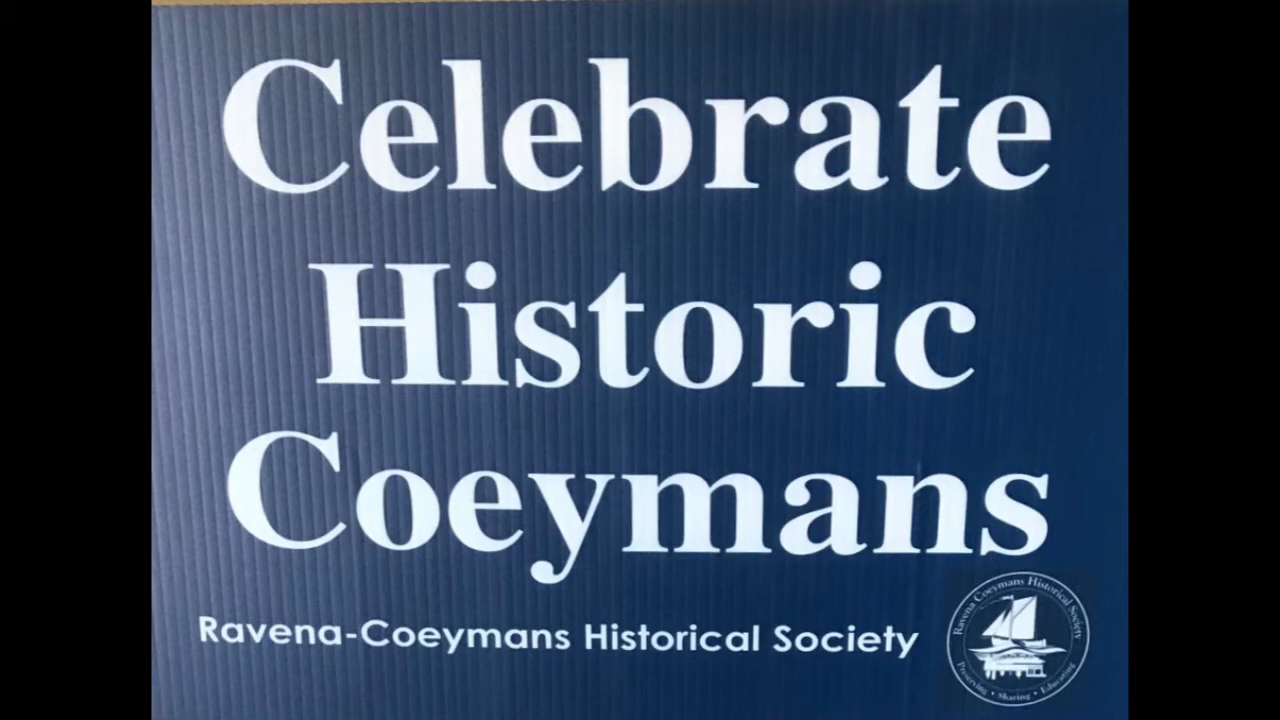 Celebrate
Historic
Coeymans
Ravena-Coeymans Historical Society
Ravena Coeymans Historical Society
Preserving • Sharing • Educating